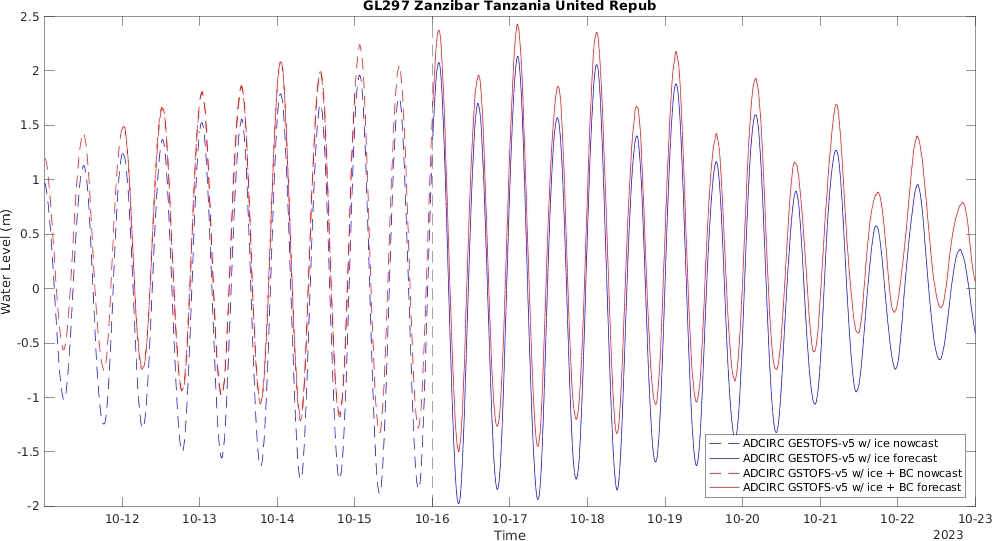 GL297 Zanzibar Tanzania United Repub
2.5
2
1.5
1
0.5
0
-0.5
-1
-1.5
-2
Water Level (m)
ADCIRC GESTOFS-v5 w/ ice nowcast
ADCIRC GESTOFS-v5 w/ ice forecast
ADCIRC GSTOFS-v5 w/ ice + BC nowcast
ADCIRC GSTOFS-v5 w/ ice + BC forecast
10-12 10-13 10-14 10-15 10-16 10-17 10-18 10-19 10-20 10-21 10-22 10-23
Time
2023